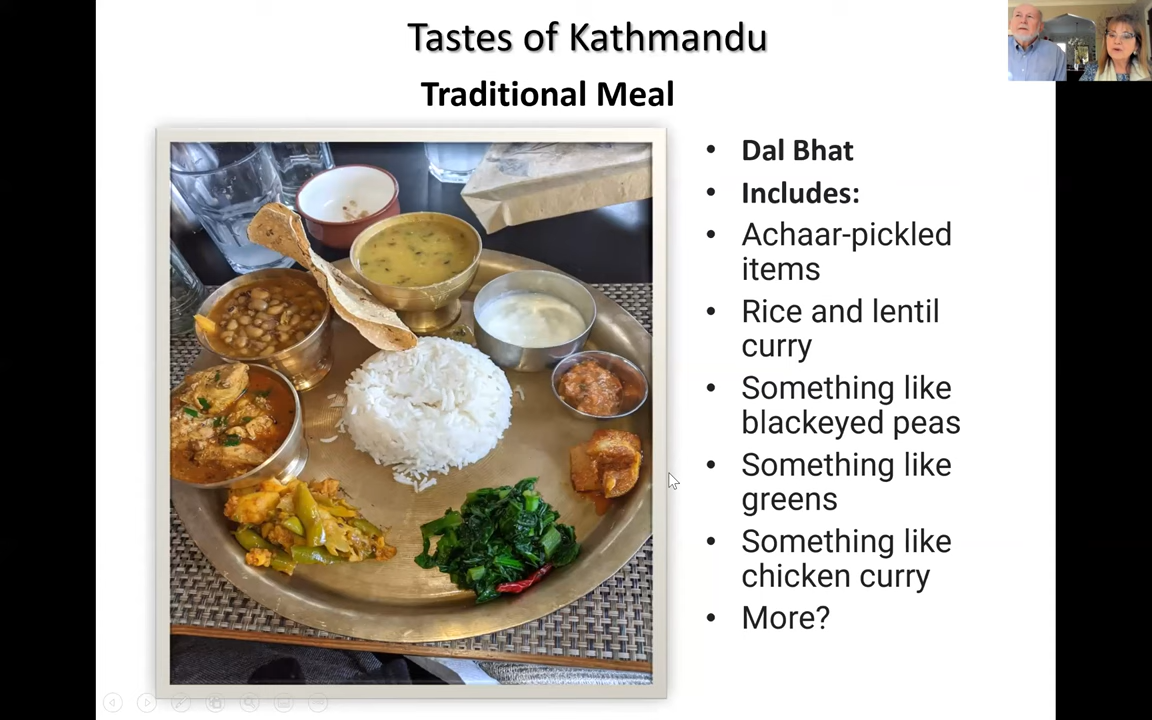 Tastes of Kathmandu
Traditional Meal
• Dal Bhat
• Includes:
• Achaar-pickled
items
• Rice and lentil
curry
• Something like
blackeyed peas
• Something like
greens
• Something like
chicken curry
• More?